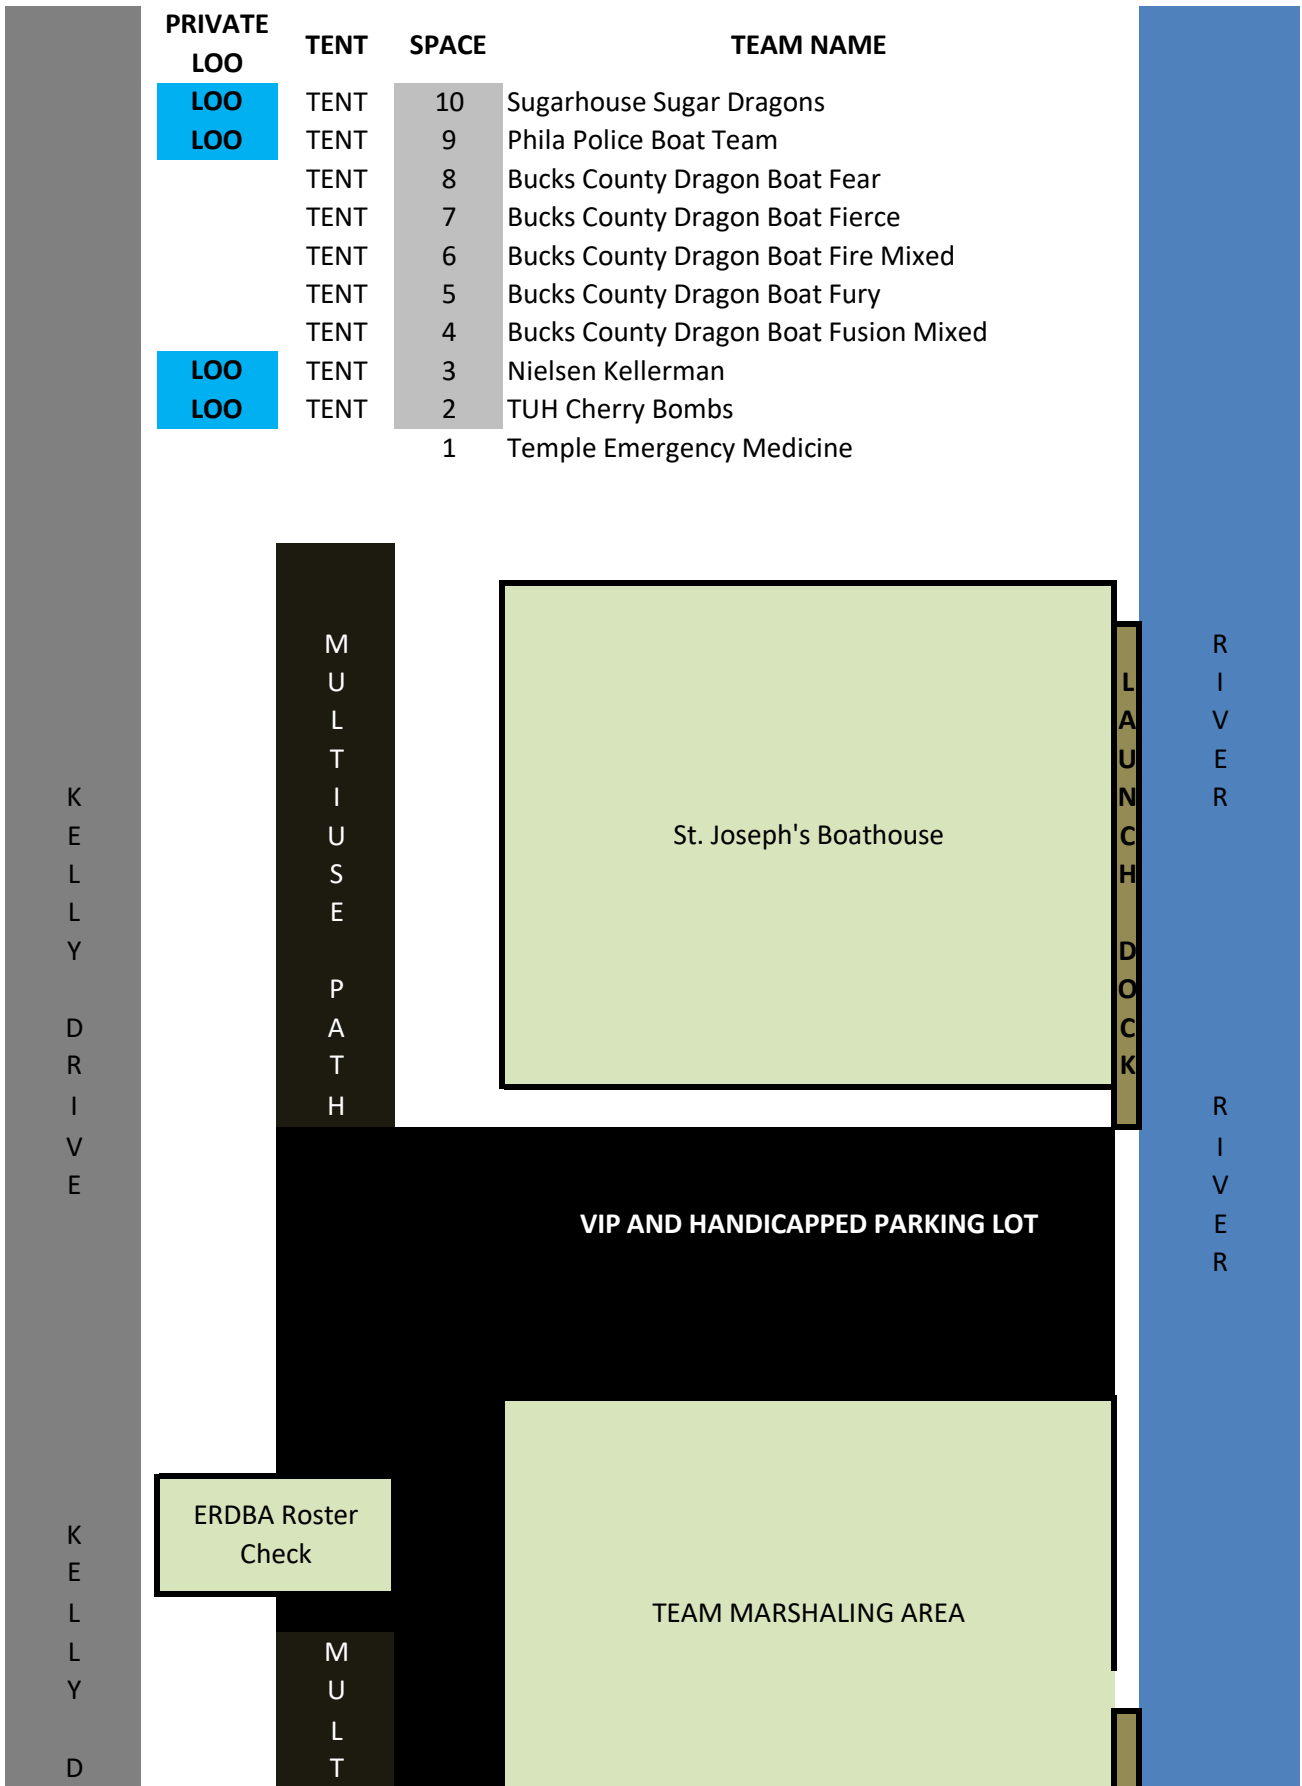 PRIVATE LOO TENT SPACE TEAM NAME
LOO TENT 10 Sugarhouse Sugar Dragons
LOO TENT 9 Phila Police Boat Team
TENT 8 Bucks County Dragon Boat Fear
TENT 7 Bucks County Dragon Boat Fierce
TENT 6 Bucks County Dragon Boat Fire Mixed
TENT 5 Bucks County Dragon Boat Fury
TENT 4 Bucks County Dragon Boat Fusion Mixed
LOO TENT 3 Nielsen Kellerman
LOO TENT 2 TUH Cherry Bombs
1 Temple Emergency Medicine
KELLY DRIVE
MULTIUSE PATH
St. Joseph's Boathouse
LAUNCH DOCK
RIVER
RIVER
VIP AND HANDICAPPED PARKING LOT
ERDBA Roster
Check
TEAM MARSHALING AREA
KELLY D
MULT